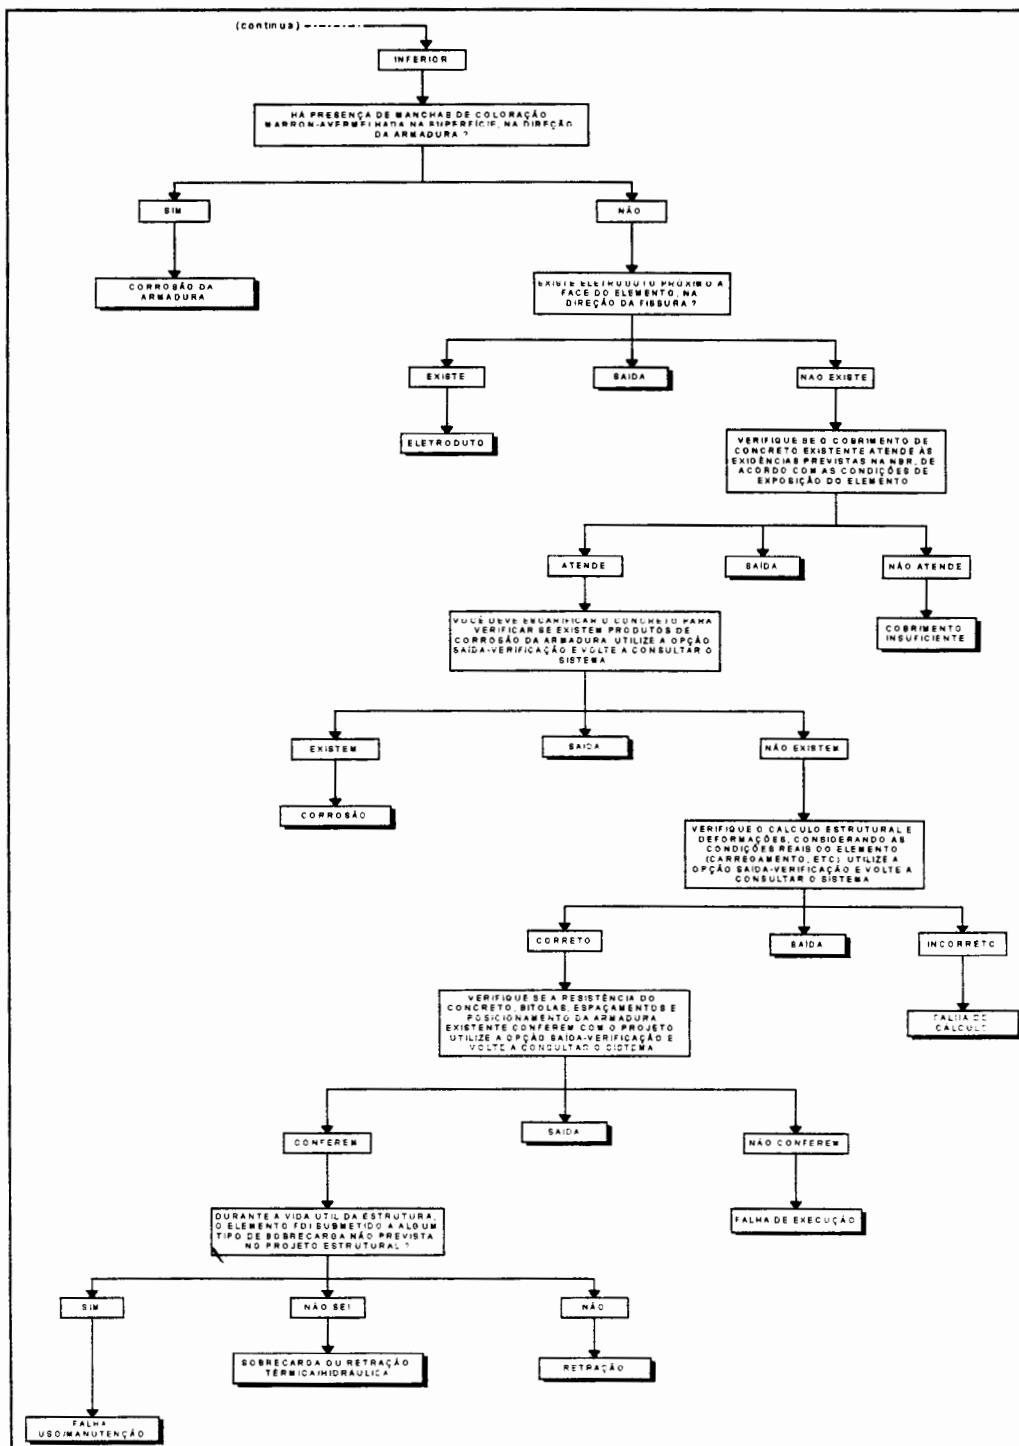 (continua)
INFERIOR
HÁ PRESENÇA DE MANCHAS DE COLORAÇÃO
MARROM-AVERMELHADA NA SUPERFÍCIE, NA DIREÇÃO
DA ARMADURA ?
SIM
NÃO
CORROSÃO DA
ARMADURA
EXISTE ELETRODUTO PRÓXIMO A
FACE DO ELEMENTO, NA
DIREÇÃO DA FISSURA ?
EXISTE
SAÍDA
NÃO EXISTE
ELETRODUTO
VERIFIQUE SE O COBRIMENTO DE
CONCRETO EXISTENTE ATENDE ÀS
EXIGÊNCIAS PREVISTAS NA NBR, DE
ACORDO COM AS CONDIÇÕES DE
EXPOSIÇÃO DO ELEMENTO
ATENDE
SAÍDA
NÃO ATENDE
VOCÊ DEVE ESCARIFICAR O CONCRETO PARA
VERIFICAR SE EXISTEM PRODUTOS DE
CORROSÃO DA ARMADURA. UTILIZE A OPÇÃO
SAÍDA-VERIFICAÇÃO E VOLTE A CONSULTAR O
SISTEMA
COBRIMENTO
INSUFICIENTE
EXISTEM
SAÍDA
NÃO EXISTEM
CORROSÃO
VERIFIQUE O CÁLCULO ESTRUTURAL E
DEFORMAÇÕES, CONSIDERANDO AS
CONDIÇÕES REAIS DO ELEMENTO
(CARREGAMENTO, ETC) UTILIZE A
OPÇÃO SAÍDA-VERIFICAÇÃO E VOLTE A
CONSULTAR O SISTEMA
CORRETO
SAÍDA
INCORRETO
VERIFIQUE SE A RESISTÊNCIA DO
CONCRETO, BITOLAS, ESPAÇAMENTOS E
POSICIONAMENTO DA ARMADURA
EXISTENTE CONFEREM COM O PROJETO
UTILIZE A OPÇÃO SAÍDA-VERIFICAÇÃO E
VOLTE A CONSULTAR O SISTEMA
FALHA DE
CÁLCULO
CONFEREM
SAÍDA
NÃO CONFEREM
DURANTE A VIDA UTIL DA ESTRUTURA,
O ELEMENTO FOI SUBMETIDO A ALGUM
TIPO DE SOBRECARGA NÃO PREVISTA
NO PROJETO ESTRUTURAL ?
FALHA DE EXECUÇÃO
SIM
NÃO SEI
NÃO
SOBRECARGA OU RETRAÇÃO
TÉRMICA/HIDRÁULICA
RETRAÇÃO
FALHA
USO/MANUTENÇÃO